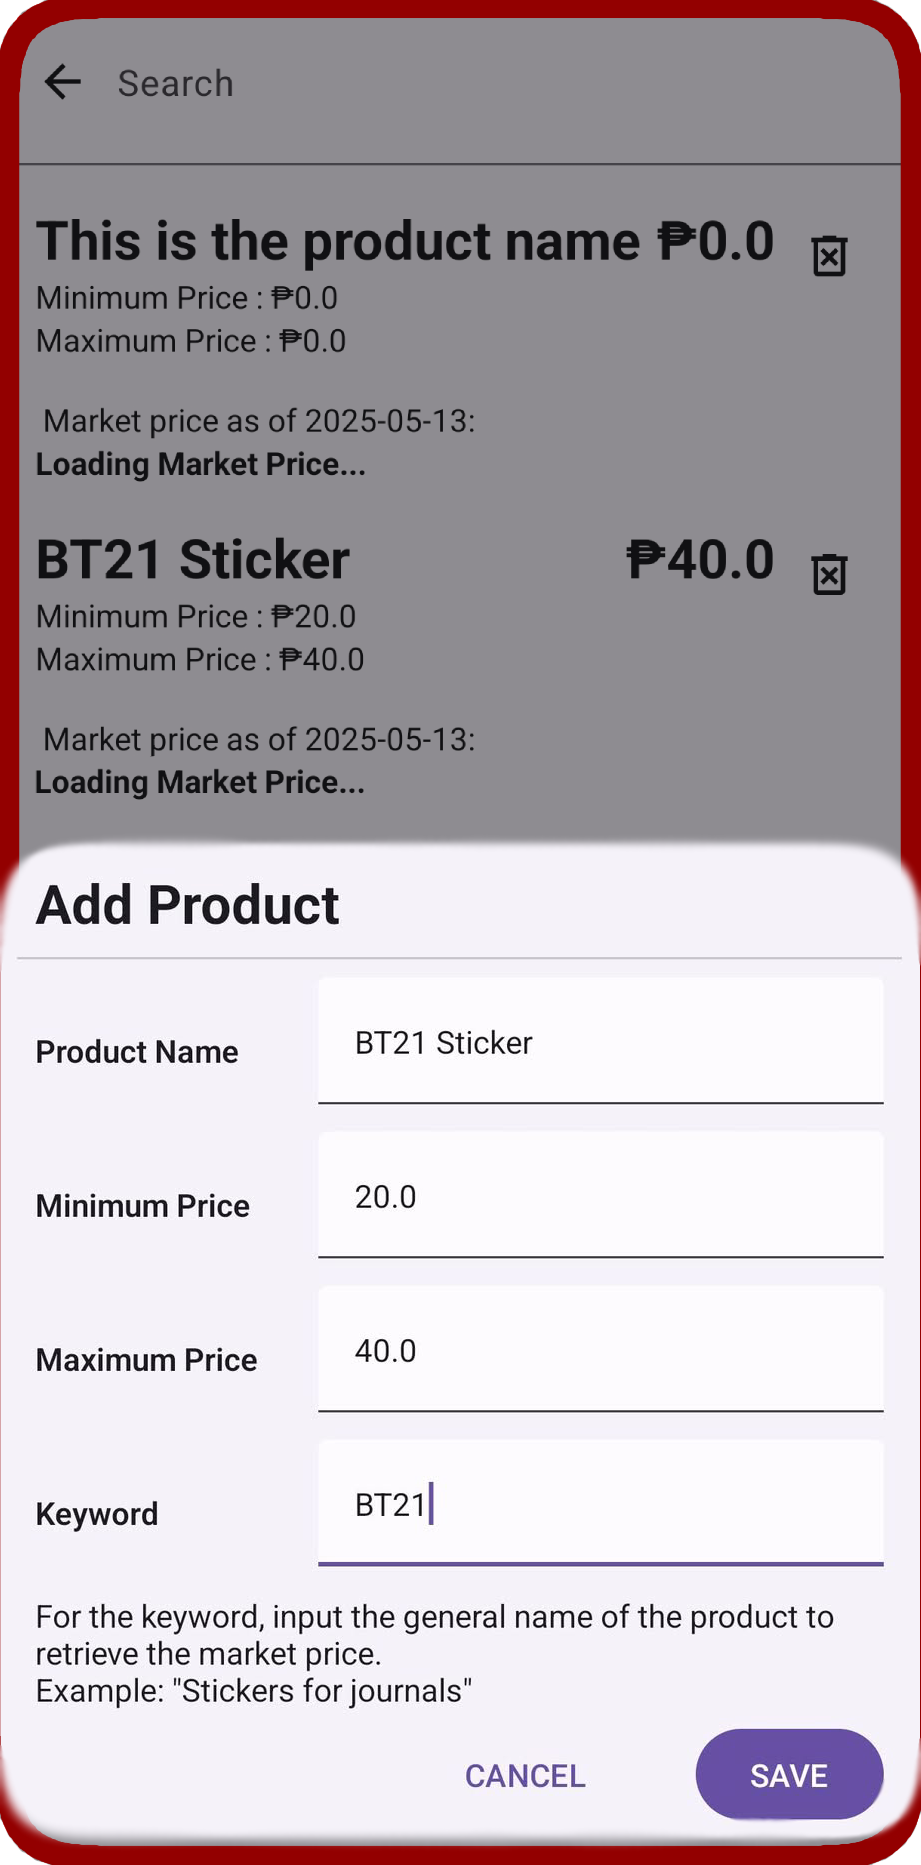 Search
This is the product name ₱0.0
Minimum Price : ₱0.0
Maximum Price : ₱0.0
Market price as of 2025-05-13:
Loading Market Price...
BT21 Sticker ₱40.0
Minimum Price : ₱20.0
Maximum Price : ₱40.0
Market price as of 2025-05-13:
Loading Market Price...
Add Product
Product Name BT21 Sticker
Minimum Price 20.0
Maximum Price 40.0
Keyword BT21
For the keyword, input the general name of the product to
retrieve the market price.
Example: "Stickers for journals"
CANCEL SAVE